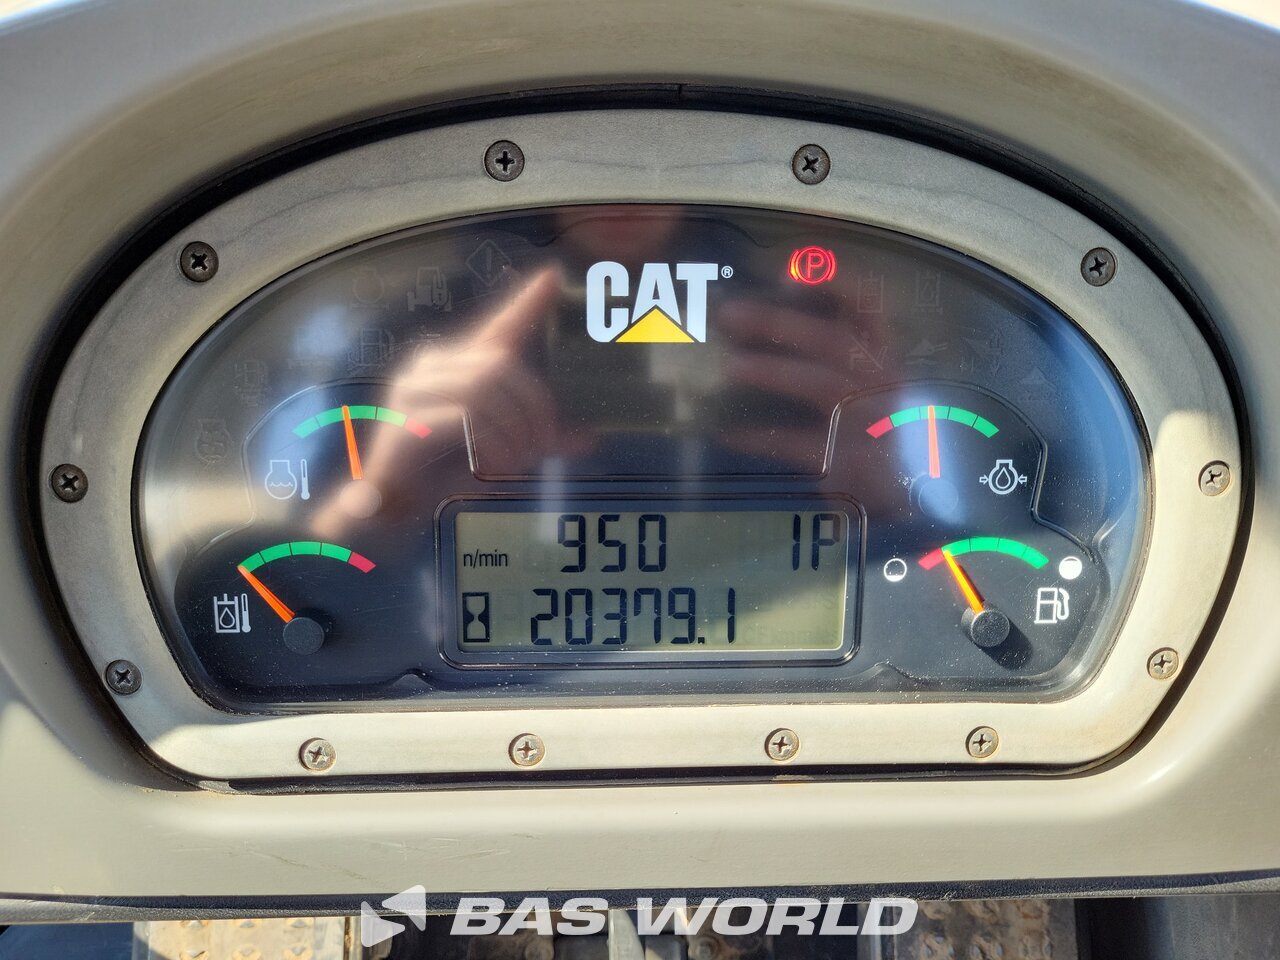 CAT®
P
n/min 950 1P
20379.1
BAS WORLD